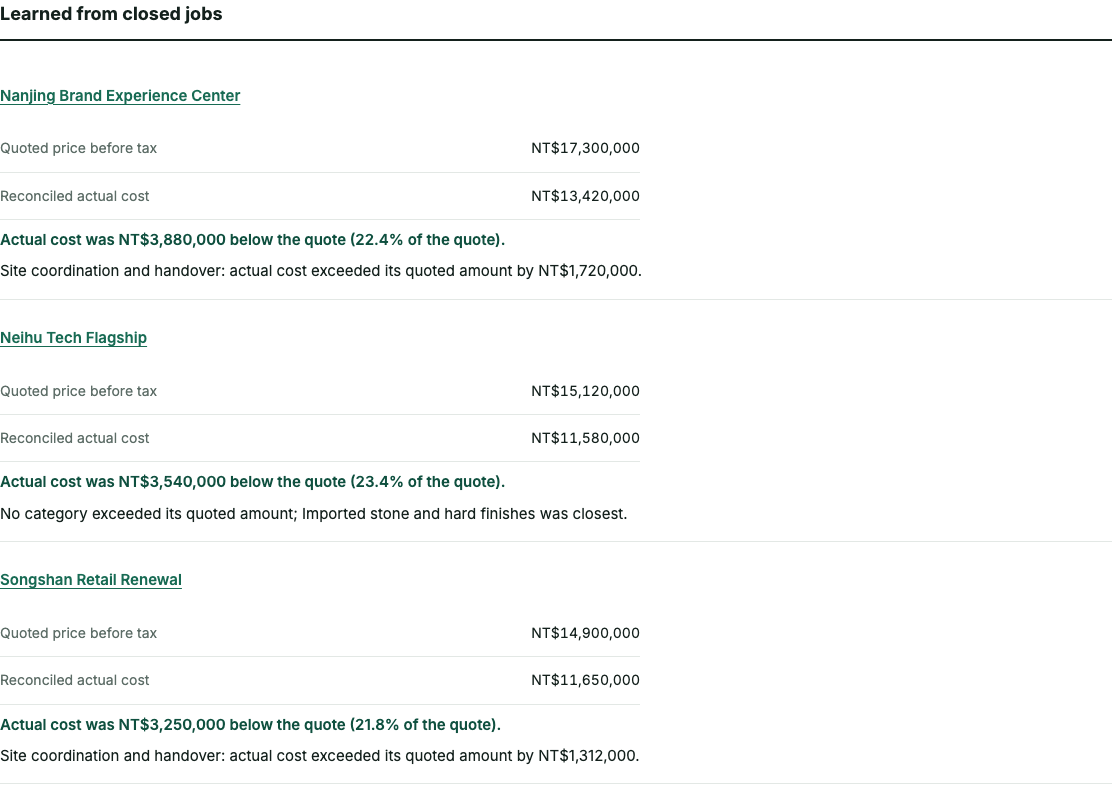 Learned from closed jobs
Nanjing Brand Experience Center
Quoted price before tax NT$17,300,000
Reconciled actual cost NT$13,420,000
Actual cost was NT$3,880,000 below the quote (22.4% of the quote).
Site coordination and handover: actual cost exceeded its quoted amount by NT$1,720,000.
Neihu Tech Flagship
Quoted price before tax NT$15,120,000
Reconciled actual cost NT$11,580,000
Actual cost was NT$3,540,000 below the quote (23.4% of the quote).
No category exceeded its quoted amount; Imported stone and hard finishes was closest.
Songshan Retail Renewal
Quoted price before tax NT$14,900,000
Reconciled actual cost NT$11,650,000
Actual cost was NT$3,250,000 below the quote (21.8% of the quote).
Site coordination and handover: actual cost exceeded its quoted amount by NT$1,312,000.